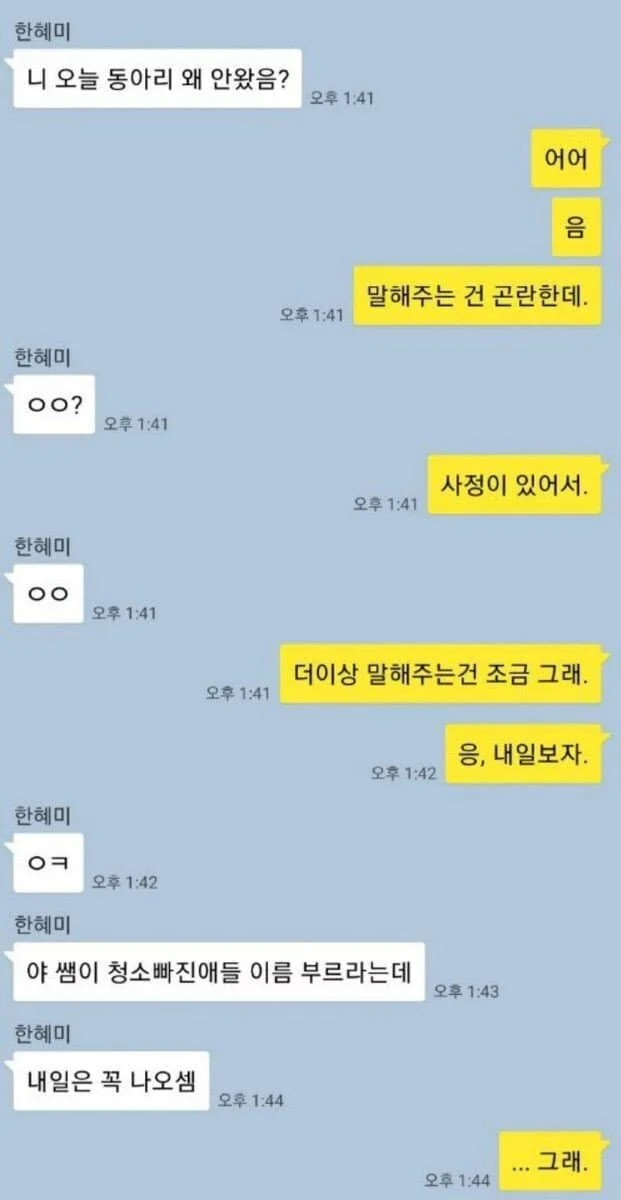 한혜미
니 오늘 동아리 왜 안왔음?
오후 1:41
어어
음
말해주는 건 곤란한데.
오후 1:41
한혜미
ㅇㅇ?
오후 1:41
사정이 있어서.
오후 1:41
한혜미
ㅇㅇ
오후 1:41
더이상 말해주는건 조금 그래.
오후 1:41
응, 내일보자.
오후 1:42
한혜미
ㅇㅋ
오후 1:42
한혜미
야 쌤이 청소빠진애들 이름 부르라는데
오후 1:43
한혜미
내일은 꼭 나오셈
오후 1:44
... 그래.
오후 1:44